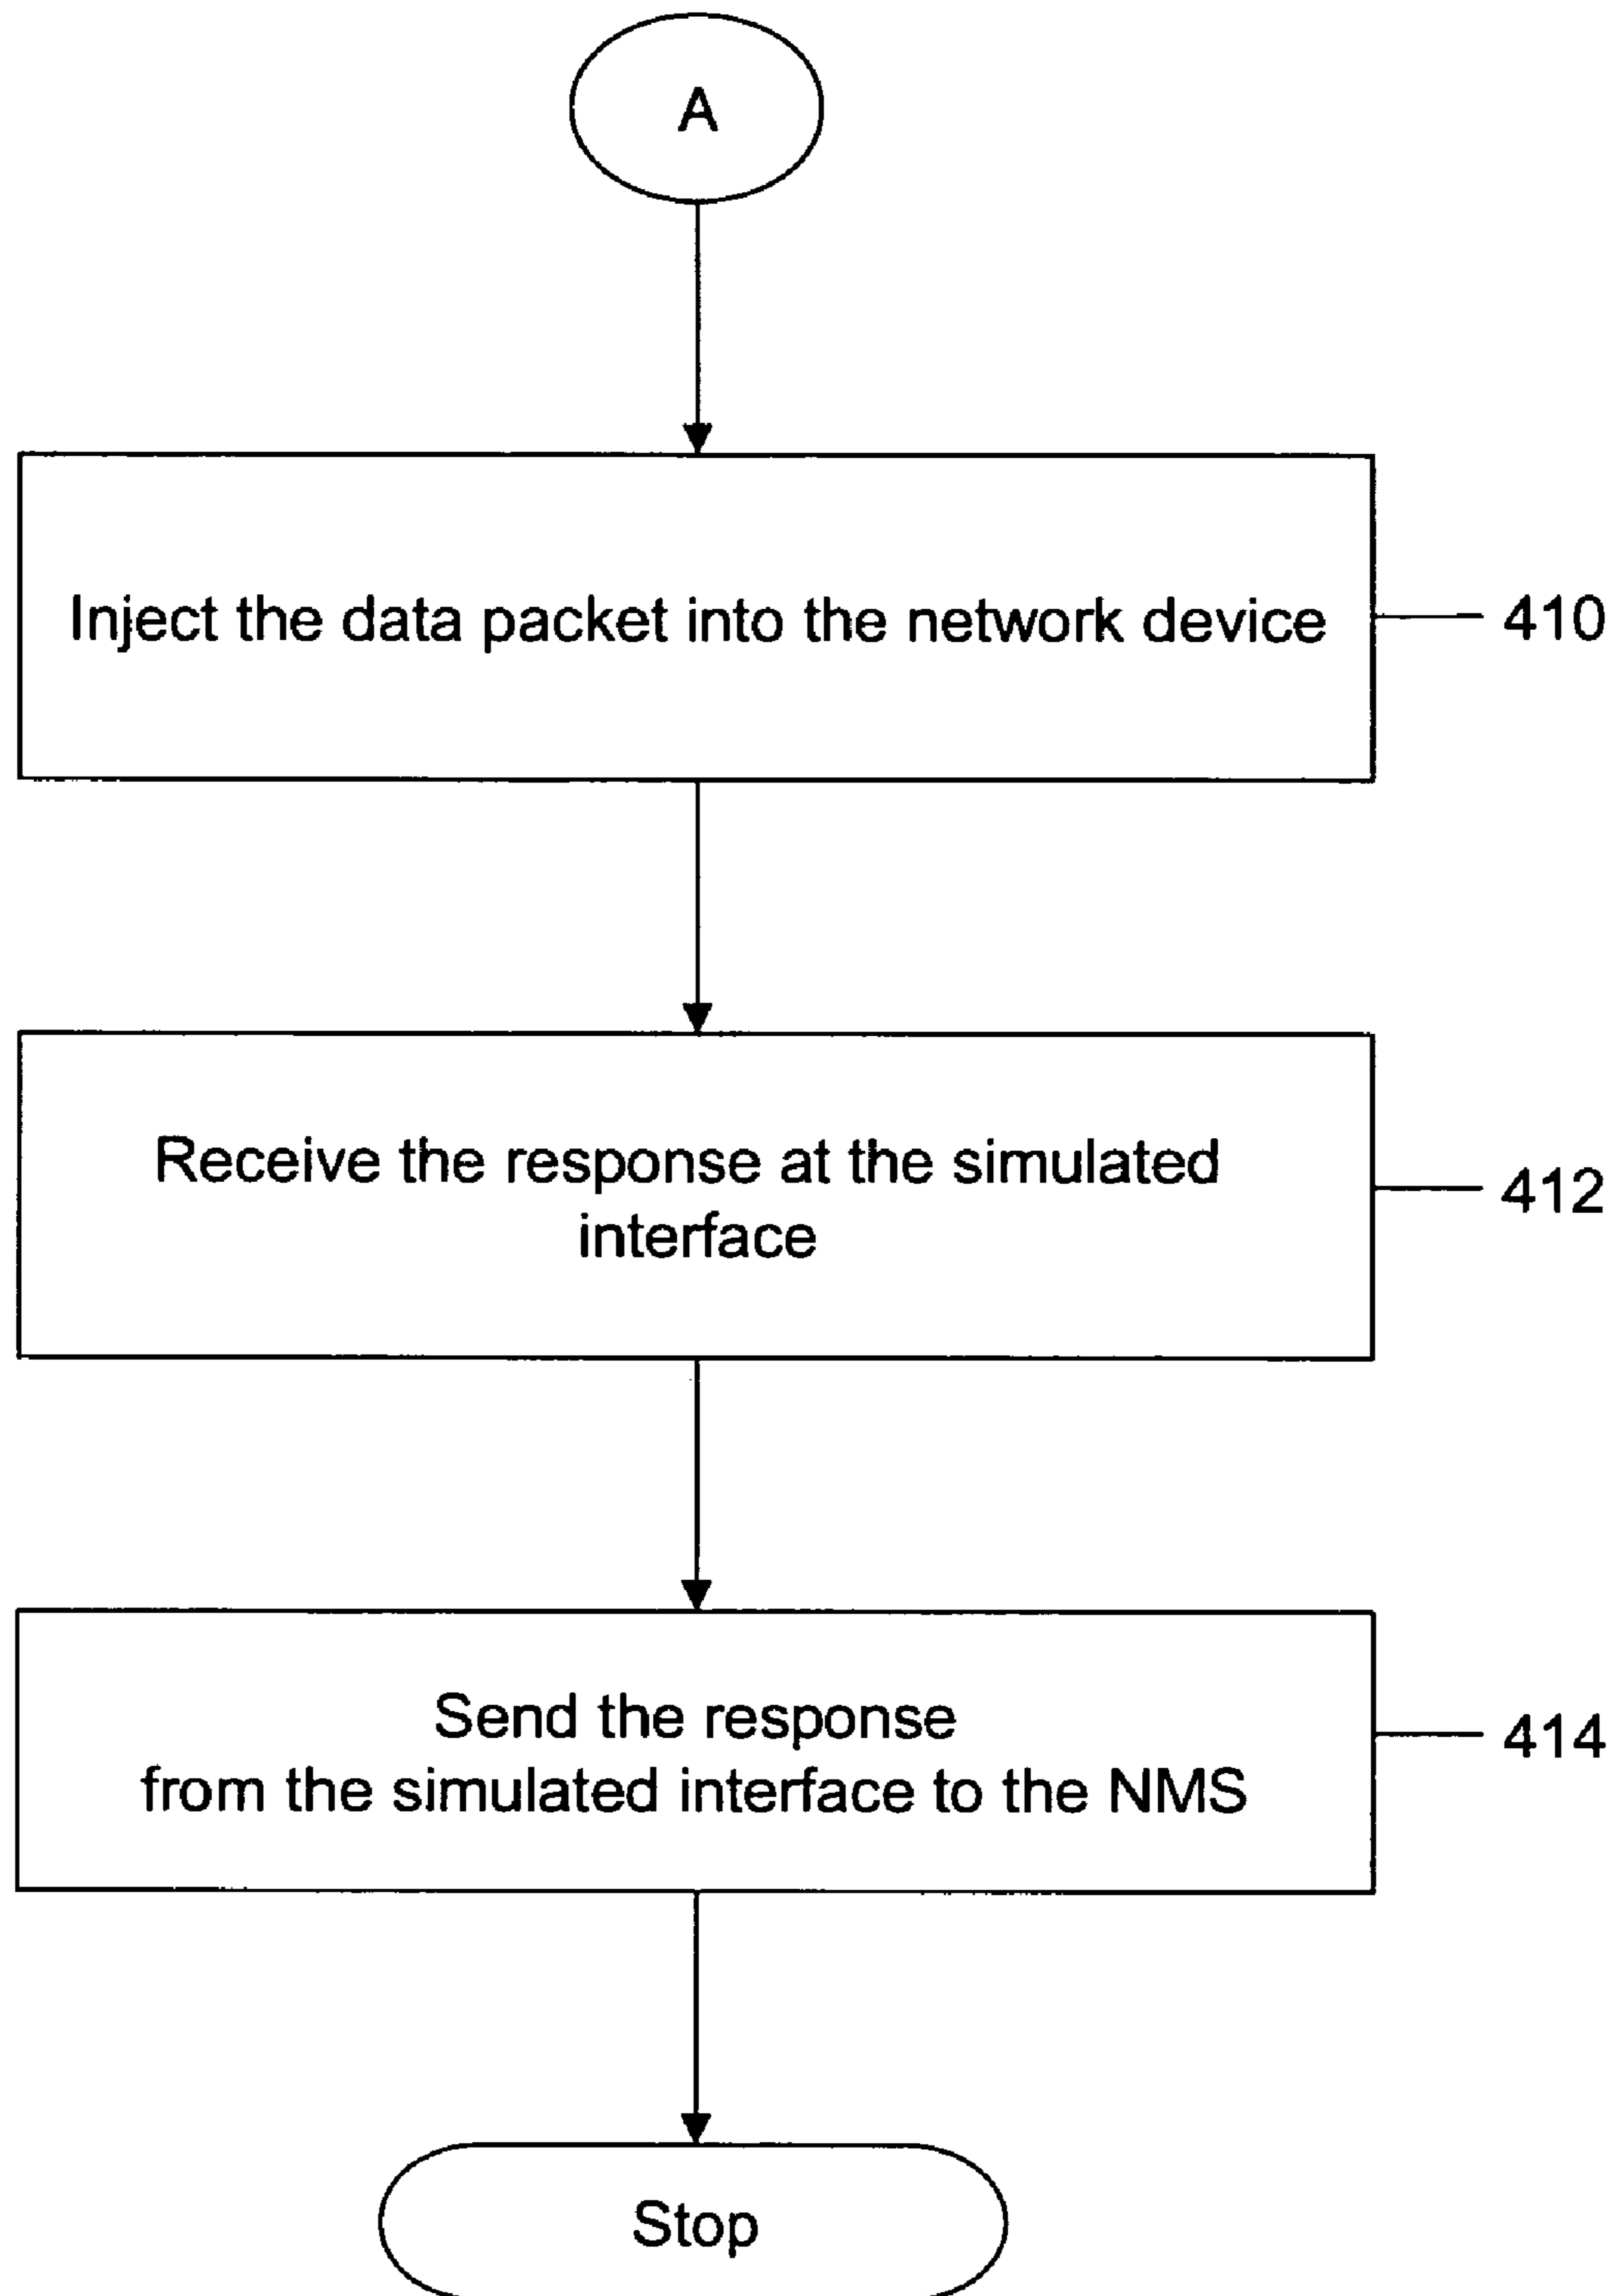 A
Inject the data packet into the network device
410
Receive the response at the simulated
interface
412
Send the response
from the simulated interface to the NMS
414
Stop